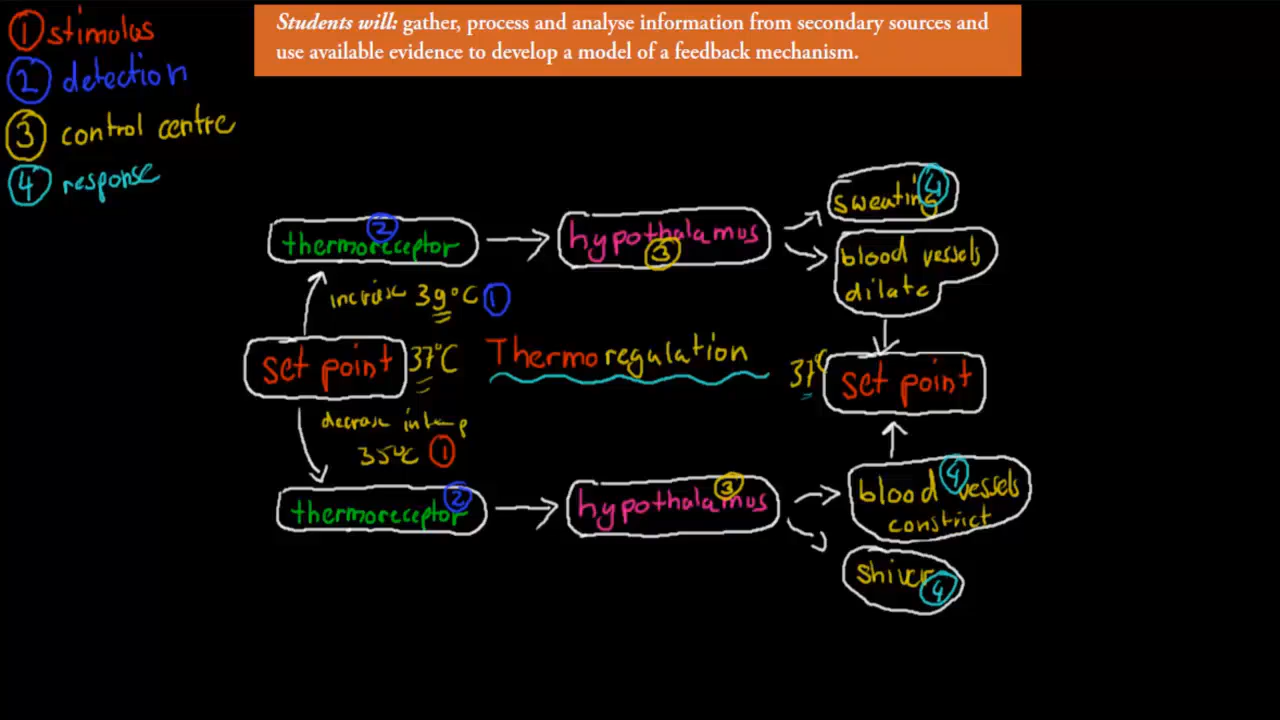 ① stimulus
② detection
③ control centre
④ response
Students will: gather, process and analyse information from secondary sources and
use available evidence to develop a model of a feedback mechanism.
sweating ④
thermoreceptor ②
hypothalamus ③
blood vessels
dilate
increase 39°C ①
set point 37°C
Thermoregulation
37°C set point
decrease in temp
35°C ①
thermoreceptor ②
hypothalamus ③
blood vessels ④
constrict
shiver ④